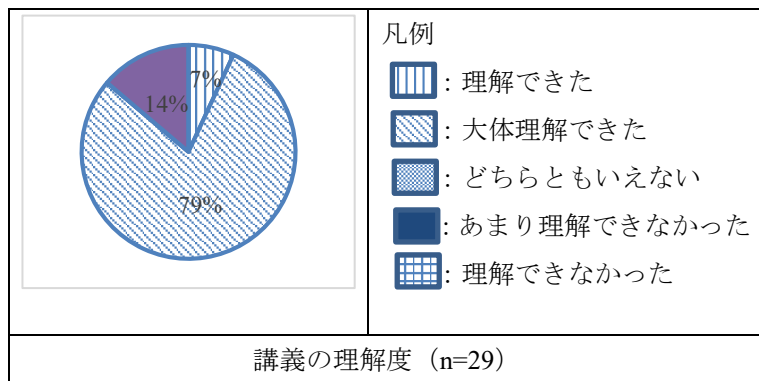 7%
14%
79%
凡例
: 理解できた
: 大体理解できた
: どちらともいえない
: あまり理解できなかった
: 理解できなかった
講義の理解度（n=29）